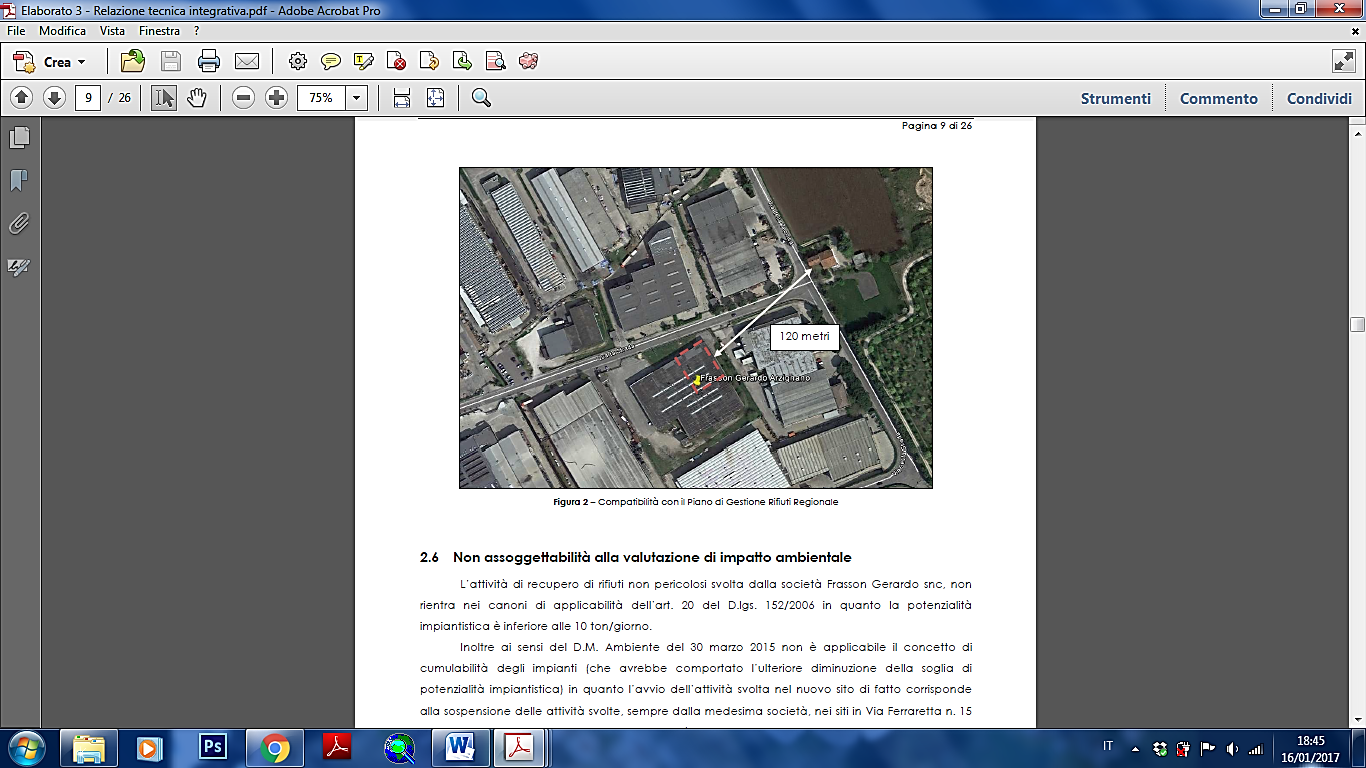 Elaborato 3 - Relazione tecnica integrativa.pdf - Adobe Acrobat Pro
File Modifica Vista Finestra ?
Crea
9 / 26 75% Strumenti Commento Condividi
Pagina 9 di 26
120 metri
Frasson Gerardo Arzignano
Figura 2 – Compatibilità con il Piano di Gestione Rifiuti Regionale
2.6 Non assoggettabilità alla valutazione di impatto ambientale
L'attività di recupero di rifiuti non pericolosi svolta dalla società Frasson Gerardo snc, non
rientra nei canoni di applicabilità dell'art. 20 del D.lgs. 152/2006 in quanto la potenzialità
impiantistica è inferiore alle 10 ton/giorno.
Inoltre ai sensi del D.M. Ambiente del 30 marzo 2015 non è applicabile il concetto di
cumulabilità degli impianti (che avrebbe comportato l'ulteriore diminuzione della soglia di
potenzialità impiantistica) in quanto l'avvio dell'attività svolta nel nuovo sito di fatto corrisponde
alla sospensione delle attività svolte, sempre dalla medesima società, nei siti in Via Ferraretta n. 15
Ps
W
IT
18:45
16/01/2017